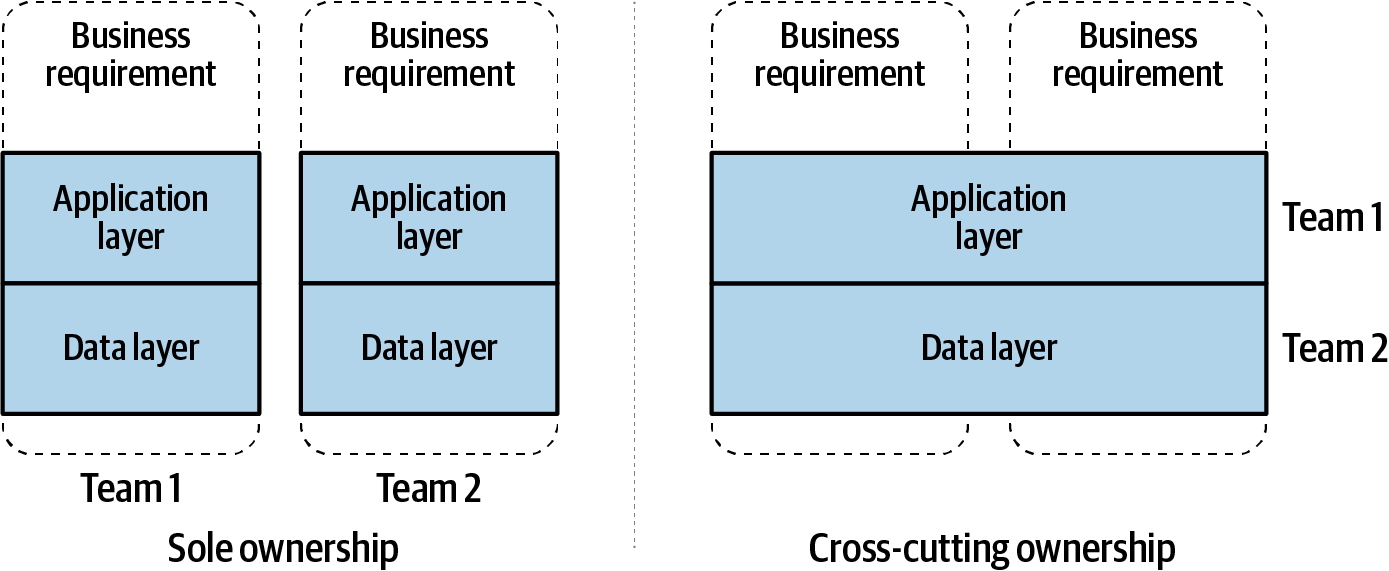 Business
requirement
Business
requirement
Application
layer
Application
layer
Data layer
Data layer
Team 1
Team 2
Sole ownership
Business
requirement
Business
requirement
Application
layer
Team 1
Data layer
Team 2
Cross-cutting ownership